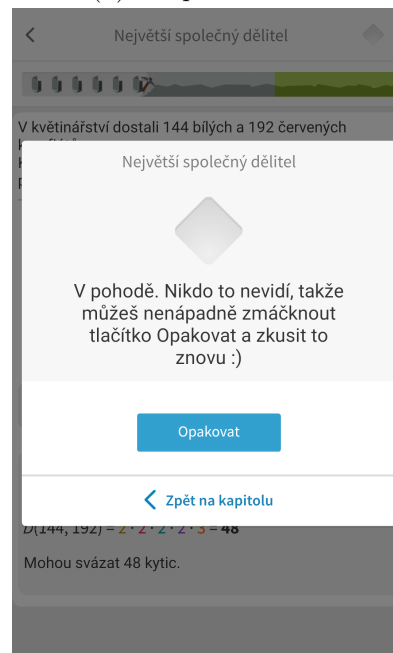 Největší společný dělitel
V květinářství dostali 144 bílých a 192 červených
Největší společný dělitel
V pohodě. Nikdo to nevidí, takže
můžeš nenápadně zmáčknout
tlačítko Opakovat a zkusit to
znovu :)
Opakovat
Zpět na kapitolu
D(144, 192) = 2 · 2 · 2 · 2 · 3 = 48
Mohou svázat 48 kytic.